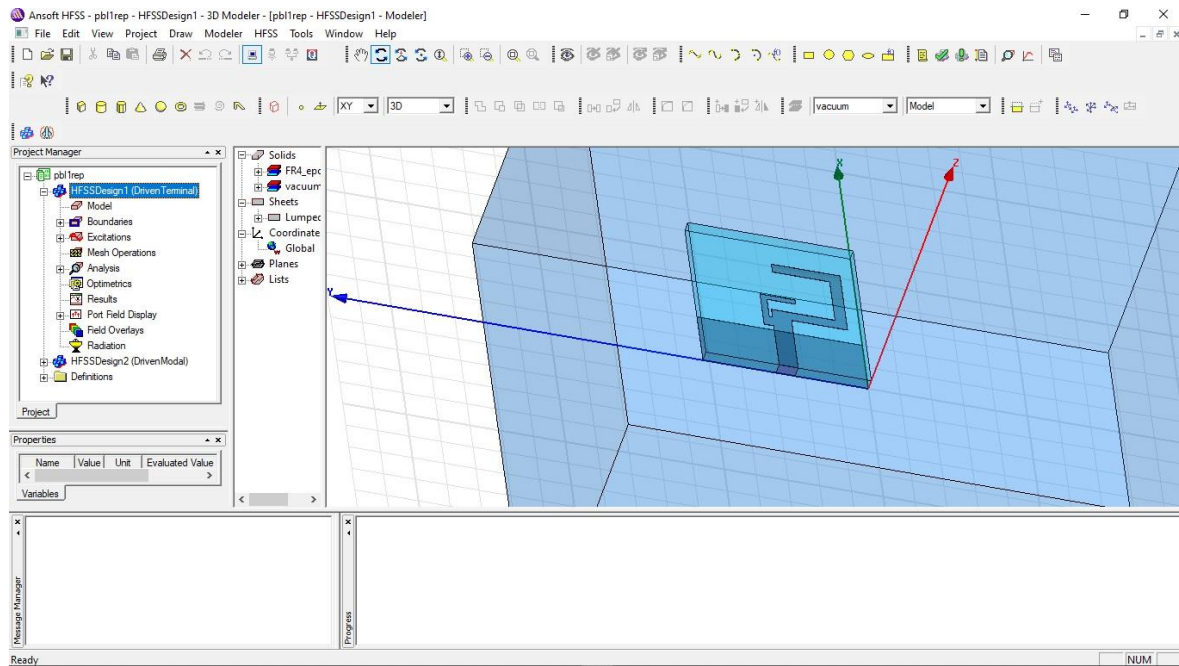 Ansoft HFSS - pbl1rep - HFSSDesign1 - 3D Modeler - [pbl1rep - HFSSDesign1 - Modeler]
File Edit View Project Draw Modeler HFSS Tools Window Help
XY 3D vacuum Model
Project Manager
pbl1rep
HFSSDesign1 (DrivenTerminal)
Model
Boundaries
Excitations
Mesh Operations
Analysis
Optimetrics
Results
Port Field Display
Field Overlays
Radiation
HFSSDesign2 (DrivenModal)
Definitions
Project
Properties
Name Value Unit Evaluated Value
Variables
Solids
FR4_epo
vacuum
Sheets
Lumped
Coordinate
Global
Planes
Lists
X
Z
Y
Message Manager
Progress
Ready
NUM